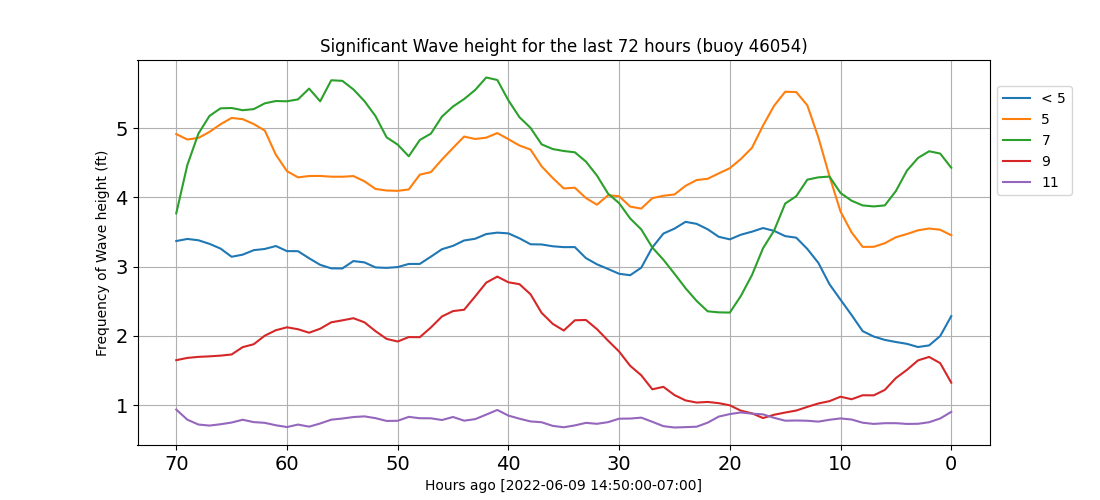 Significant Wave height for the last 72 hours (buoy 46054)
Frequency of Wave height (ft)
5
4
3
2
1
70 60 50 40 30 20 10 0
Hours ago [2022-06-09 14:50:00-07:00]
< 5
5
7
9
11